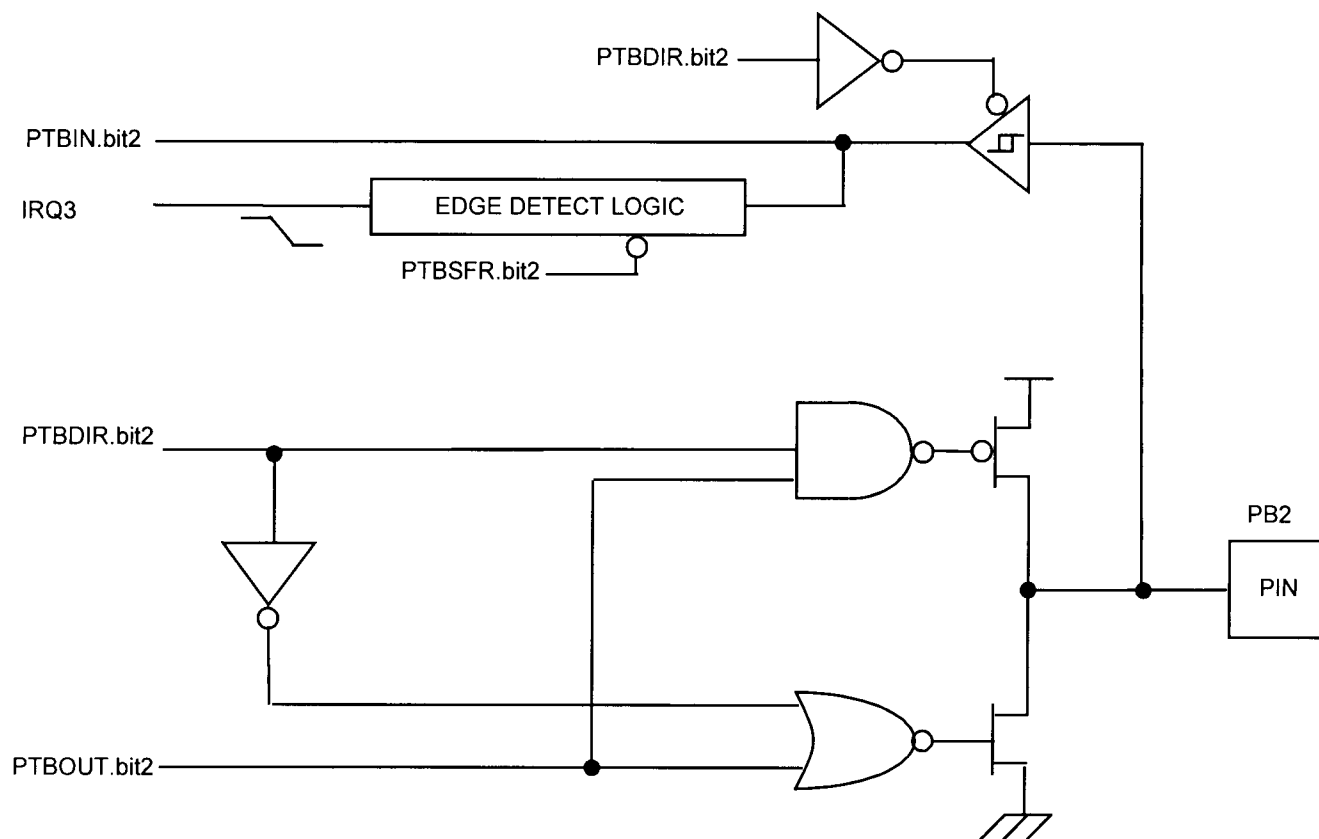 PTBDIR.bit2
PTBIN.bit2
IRQ3
EDGE DETECT LOGIC
PTBSFR.bit2
PTBDIR.bit2
PB2
PIN
PTBOUT.bit2